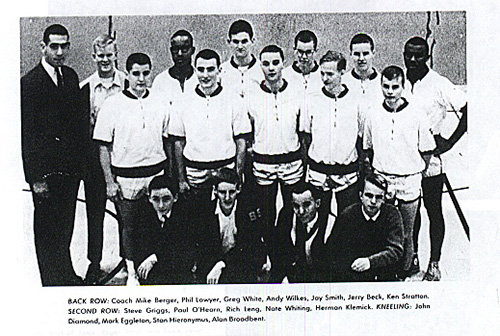 BACK ROW: Coach Mike Berger, Phil Lawyer, Greg White, Andy Wilkes, Jay Smith, Jerry Beck, Ken Stratton.
SECOND ROW: Steve Griggs, Paul O'Hearn, Rich Leng, Nate Whiting, Herman Klemick. KNEELING: John
Diamond, Mark Eggleton, Stan Hieronymus, Alan Broadbent.